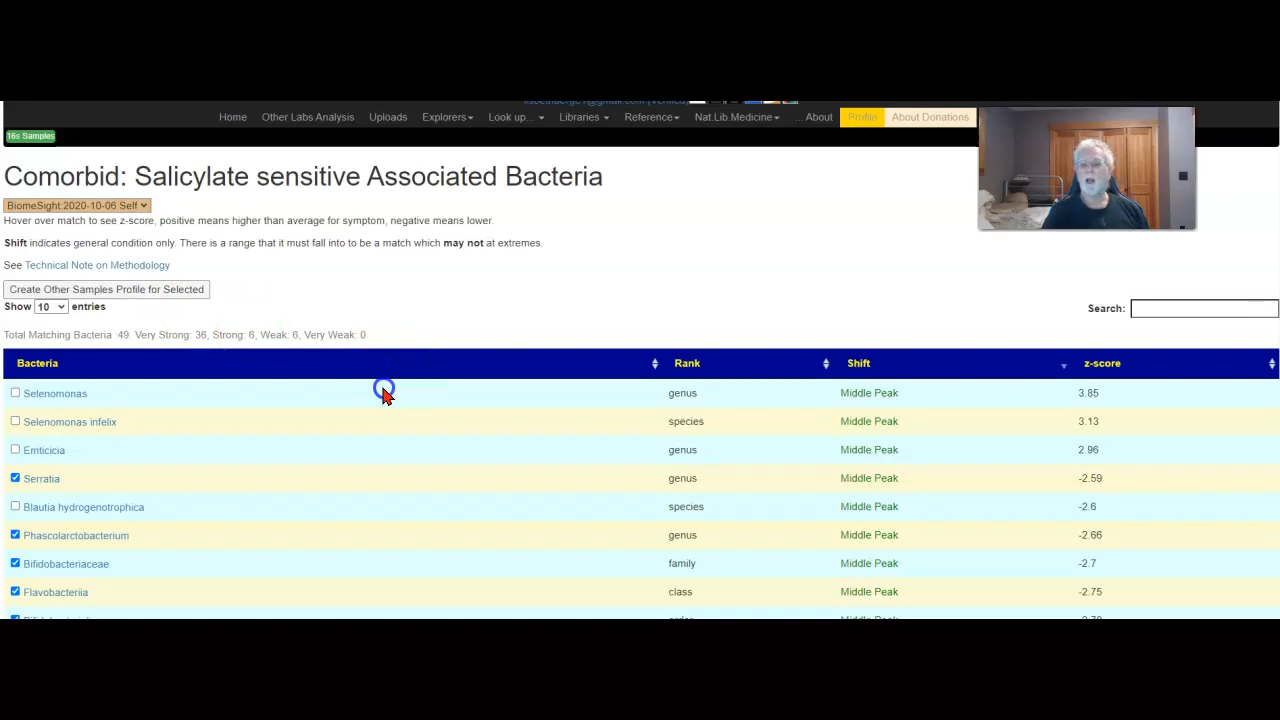 Home Other Labs Analysis Uploads Explorers Look up... Libraries Reference Nat.Lib.Medicine ... About Profile About Donations
16s Samples
Comorbid: Salicylate sensitive Associated Bacteria
BiomeSight:2020-10-06 Self
Hover over match to see z-score, positive means higher than average for symptom, negative means lower.
Shift indicates general condition only. There is a range that it must fall into to be a match which may not at extremes.
See Technical Note on Methodology
Create Other Samples Profile for Selected
Show 10 entries Search:
Total Matching Bacteria :49. Very Strong: 36, Strong: 6, Weak: 6, Very Weak: 0
Bacteria Rank Shift z-score
Selenomonas genus Middle Peak 3.85
Selenomonas infelix species Middle Peak 3.13
Emticicia genus Middle Peak 2.96
Serratia genus Middle Peak -2.59
Blautia hydrogenotrophica species Middle Peak -2.6
Phascolarctobacterium genus Middle Peak -2.66
Bifidobacteriaceae family Middle Peak -2.7
Flavobacteriia class Middle Peak -2.75